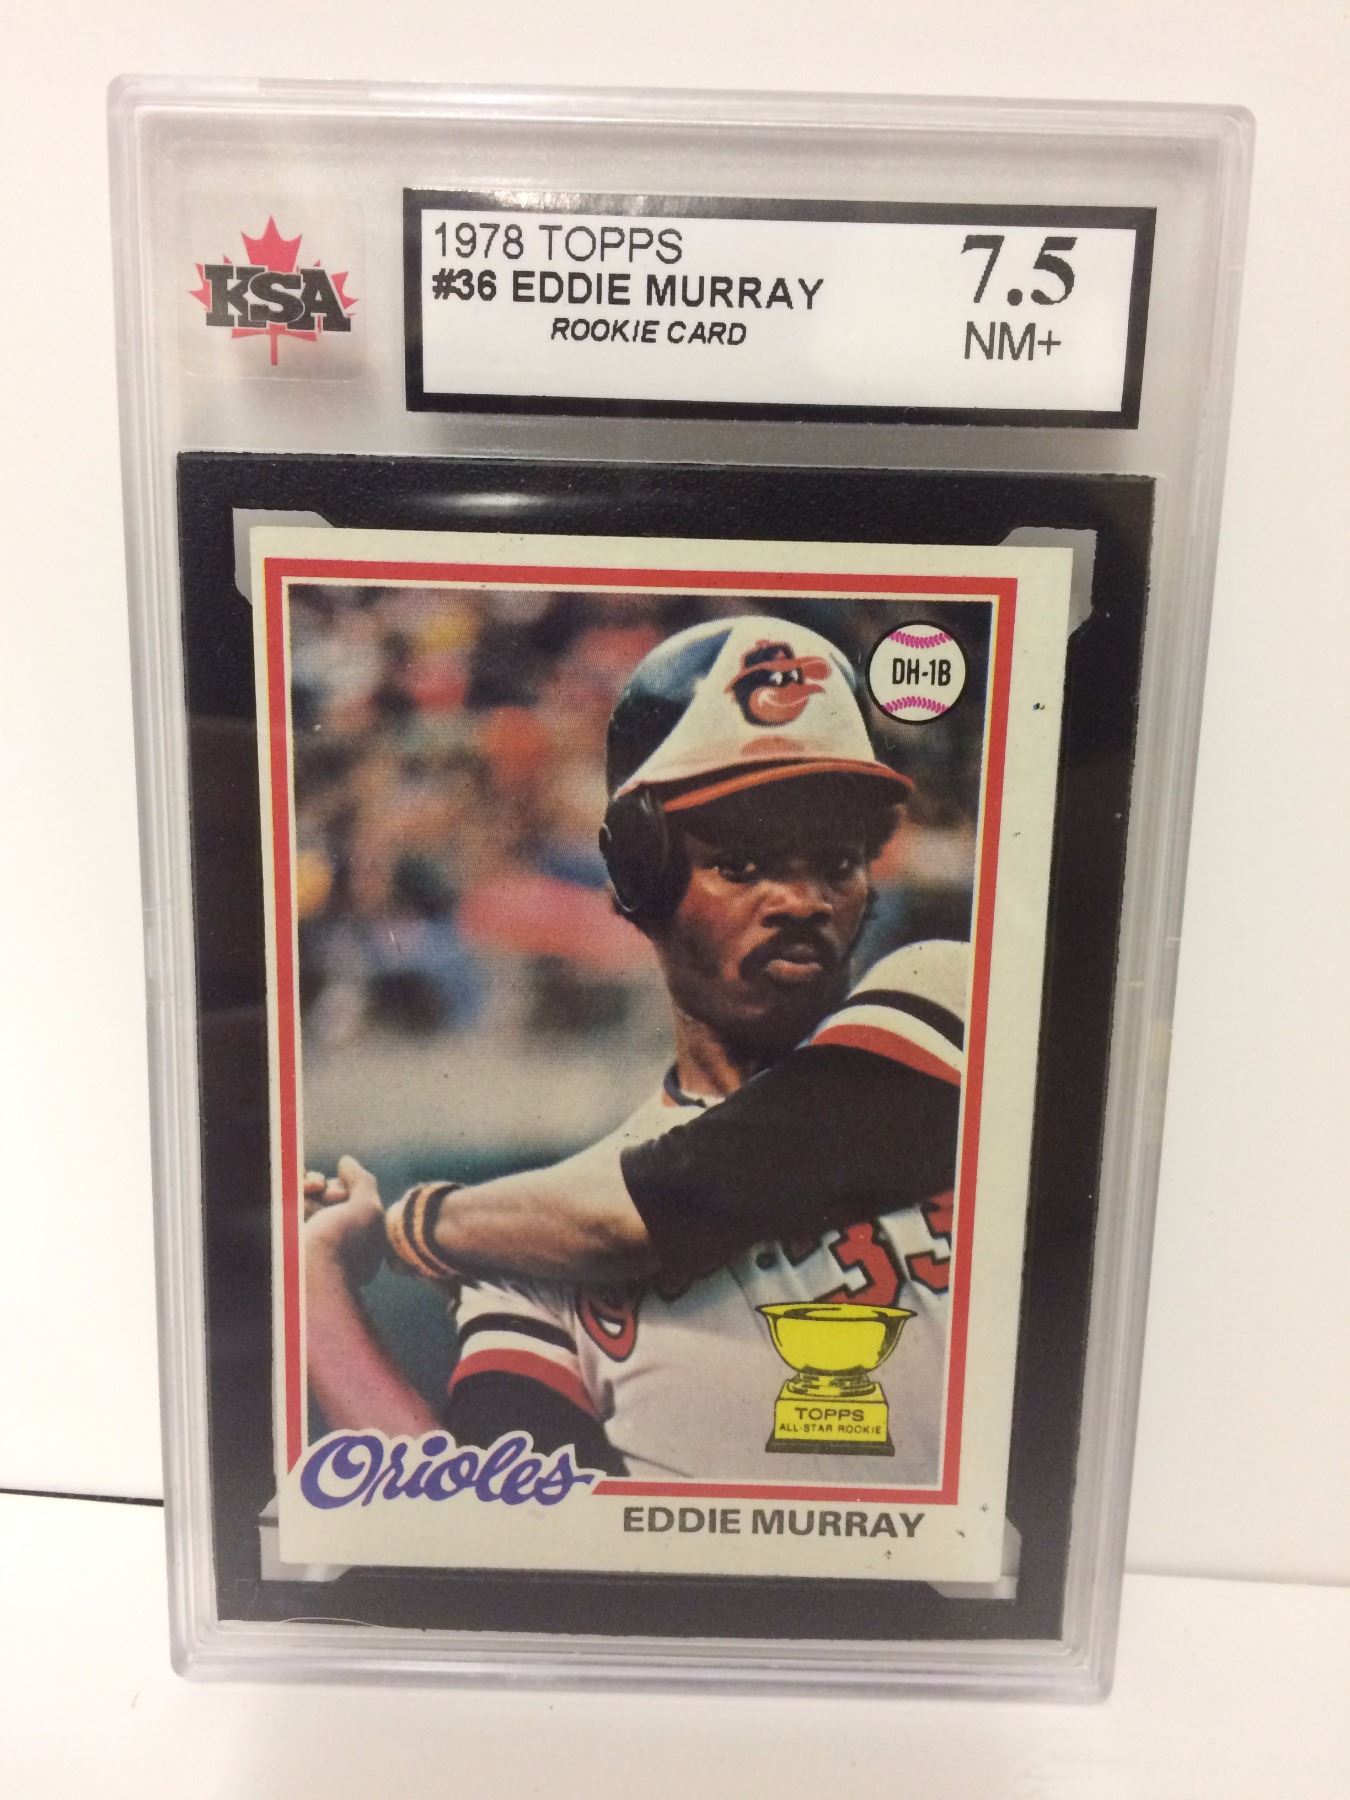 KSA
1978 TOPPS
#36 EDDIE MURRAY
ROOKIE CARD
7.5
NM+
DH-1B
33
TOPPS
ALL-STAR ROOKIE
Orioles
EDDIE MURRAY